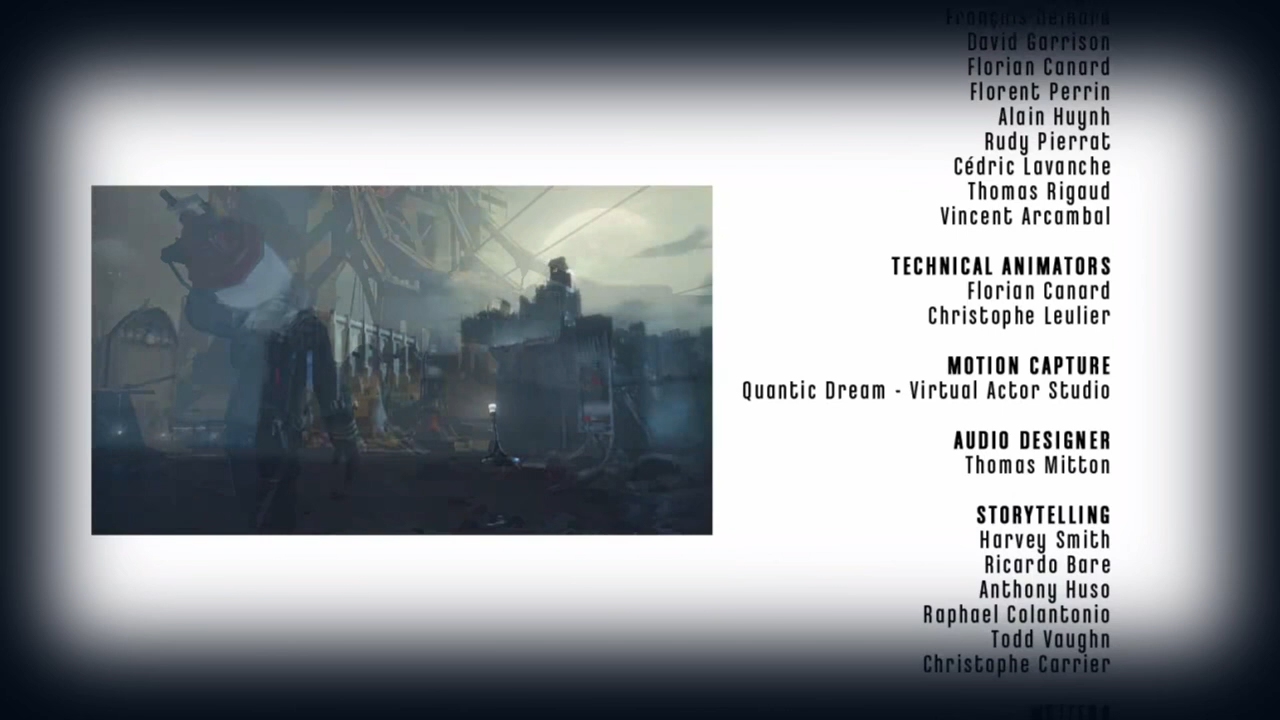 David Garrison
Florian Canard
Florent Perrin
Alain Huynh
Rudy Pierrat
Cédric Lavanche
Thomas Rigaud
Vincent Arcambal
TECHNICAL ANIMATORS
Florian Canard
Christophe Leulier
MOTION CAPTURE
Quantic Dream - Virtual Actor Studio
AUDIO DESIGNER
Thomas Mitton
STORYTELLING
Harvey Smith
Ricardo Bare
Anthony Huso
Raphael Colantonio
Todd Vaughn
Christophe Carrier